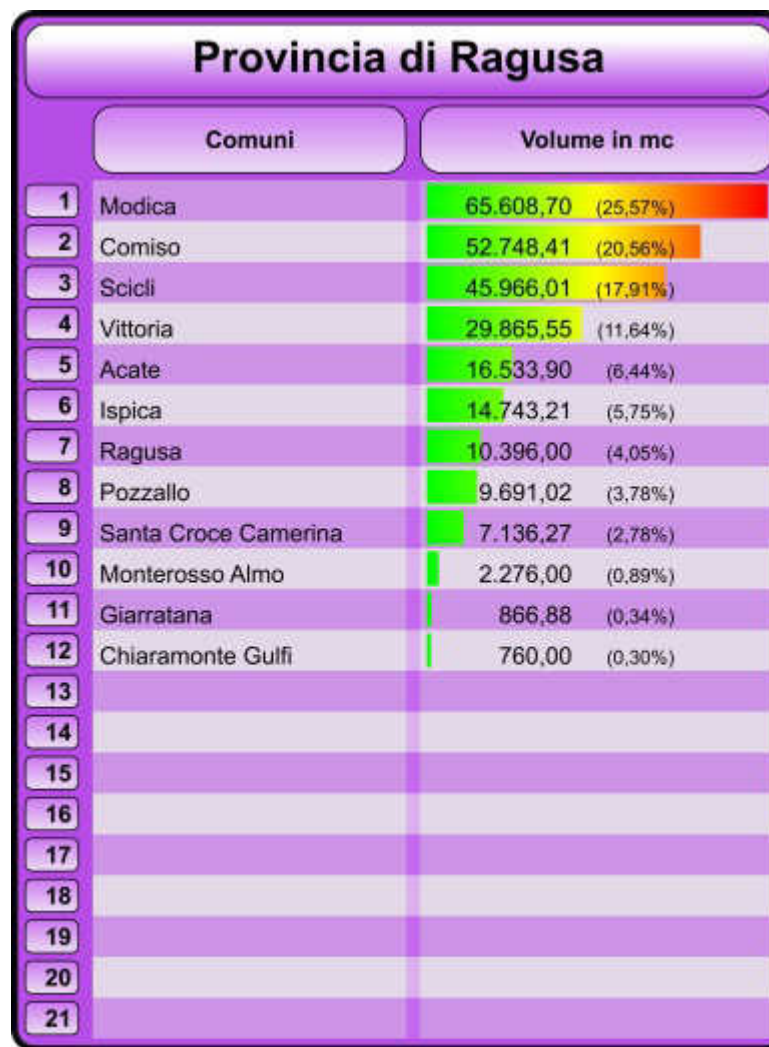 Provincia di Ragusa
Comuni Volume in mc
1 Modica 65.608,70 (25,57%)
2 Comiso 52.748,41 (20,56%)
3 Scicli 45.966,01 (17,91%)
4 Vittoria 29.865,55 (11,64%)
5 Acate 16.533,90 (6,44%)
6 Ispica 14.743,21 (5,75%)
7 Ragusa 10.396,00 (4,05%)
8 Pozzallo 9.691,02 (3,78%)
9 Santa Croce Camerina 7.136,27 (2,78%)
10 Monterosso Almo 2.276,00 (0,89%)
11 Giarratana 866,88 (0,34%)
12 Chiaramonte Gulfi 760,00 (0,30%)
13
14
15
16
17
18
19
20
21